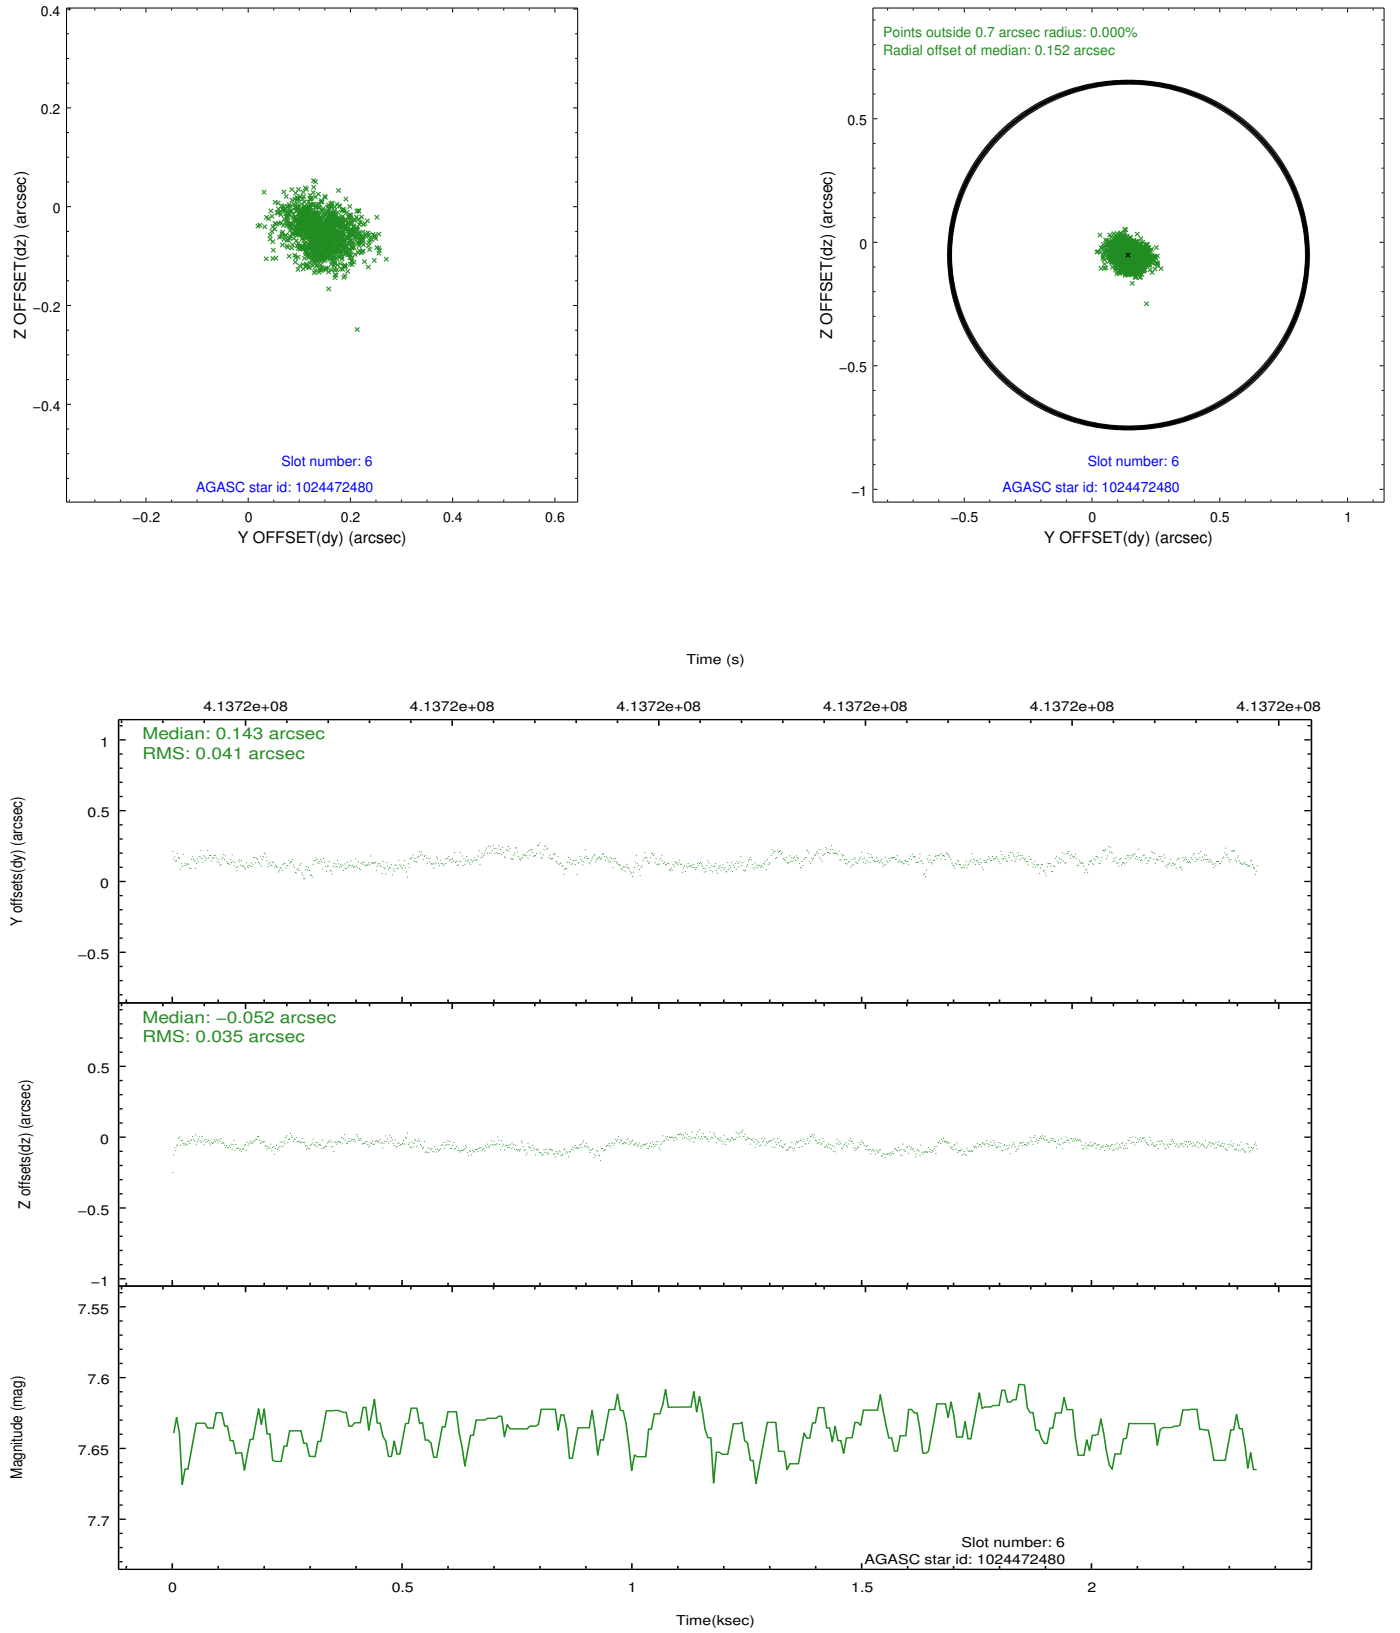 0.4
0.2
0
−0.2
−0.4
Z OFFSET(dz) (arcsec)
Slot number: 6
AGASC star id: 1024472480
−0.2 0 0.2 0.4 0.6
Y OFFSET(dy) (arcsec)
Points outside 0.7 arcsec radius: 0.000%
Radial offset of median: 0.152 arcsec
0.5
0
−0.5
−1
Z OFFSET(dz) (arcsec)
Slot number: 6
AGASC star id: 1024472480
−0.5 0 0.5 1
Y OFFSET(dy) (arcsec)
Time (s)
4.1372e+08 4.1372e+08 4.1372e+08 4.1372e+08 4.1372e+08 4.1372e+08
Median: 0.143 arcsec
RMS: 0.041 arcsec
1
0.5
0
−0.5
Y offsets(dy) (arcsec)
Median: −0.052 arcsec
RMS: 0.035 arcsec
0.5
0
−0.5
−1
Z offsets(dz) (arcsec)
7.55
7.6
7.65
7.7
Magnitude (mag)
Slot number: 6
AGASC star id: 1024472480
0 0.5 1 1.5 2
Time(ksec)